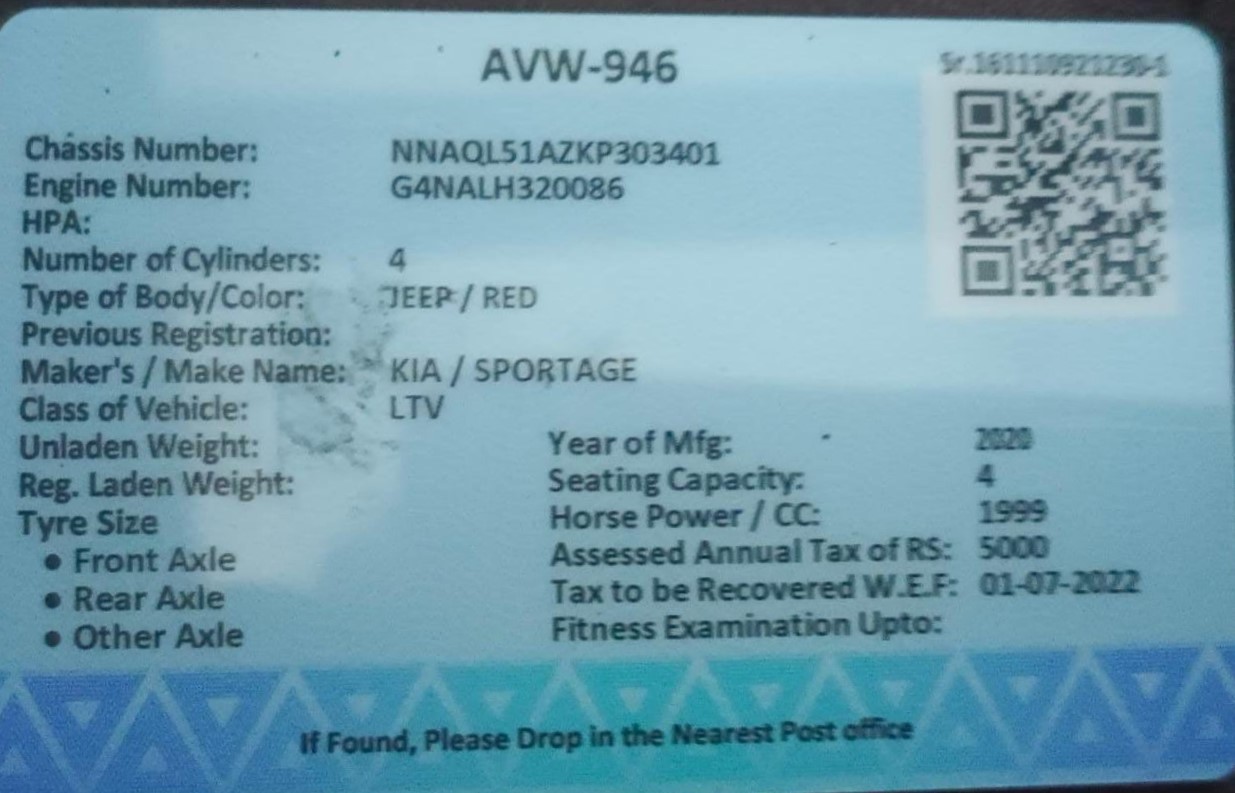 AVW-946
Sr.161110921230-1
Chassis Number: NNAQL51AZKP303401
Engine Number: G4NALH320086
HPA:
Number of Cylinders: 4
Type of Body/Color: JEEP / RED
Previous Registration:
Maker's / Make Name: KIA / SPORTAGE
Class of Vehicle: LTV
Unladen Weight:
Reg. Laden Weight:
Tyre Size
• Front Axle
• Rear Axle
• Other Axle
Year of Mfg: 2020
Seating Capacity: 4
Horse Power / CC: 1999
Assessed Annual Tax of RS: 5000
Tax to be Recovered W.E.F: 01-07-2022
Fitness Examination Upto:
If Found, Please Drop in the Nearest Post office